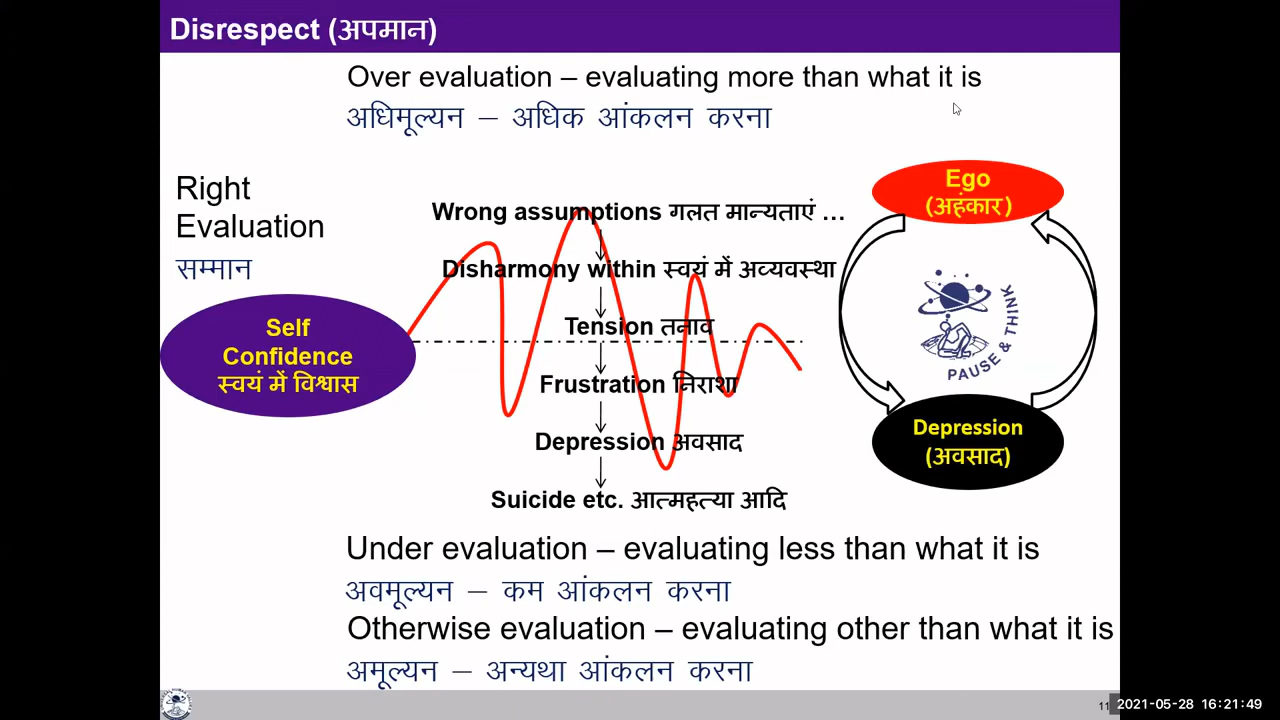 Disrespect (अपमान)
Over evaluation – evaluating more than what it is
अधिमूल्यन – अधिक आंकलन करना
Right
Evaluation
सम्मान
Self
Confidence
स्वयं में विश्वास
Wrong assumptions गलत मान्यताएं ...
Disharmony within स्वयं में अव्यवस्था
Tension तनाव
Frustration निराशा
Depression अवसाद
Suicide etc. आत्महत्या आदि
Ego
(अहंकार)
PAUSE & THINK
Depression
(अवसाद)
Under evaluation – evaluating less than what it is
अवमूल्यन – कम आंकलन करना
Otherwise evaluation – evaluating other than what it is
अमूल्यन – अन्यथा आंकलन करना
11
2021-05-28 16:21:49